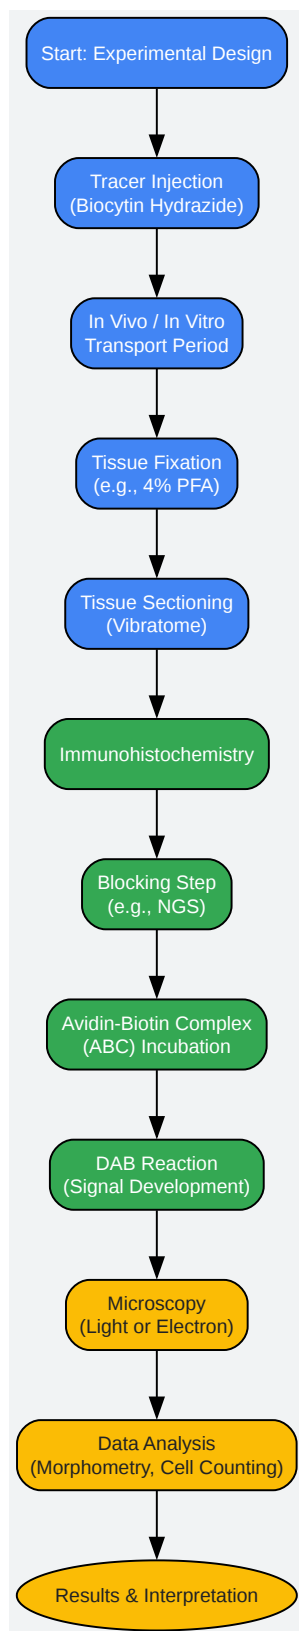 Start: Experimental Design
Tracer Injection
(Biocytin Hydrazide)
In Vivo / In Vitro
Transport Period
Tissue Fixation
(e.g., 4% PFA)
Tissue Sectioning
(Vibratome)
Immunohistochemistry
Blocking Step
(e.g., NGS)
Avidin-Biotin Complex
(ABC) Incubation
DAB Reaction
(Signal Development)
Microscopy
(Light or Electron)
Data Analysis
(Morphometry, Cell Counting)
Results & Interpretation